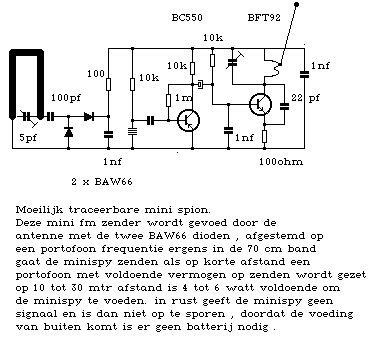 BC550 BFT92
10k
10k
100 10k 1nf
100pf
1m
22 pf
5pf
1nf
1nf 100ohm
2 x BAW66
Moeilijk traceerbare mini spion.
Deze mini fm zender wordt gevoed door de
antenne met de twee BAW66 dioden , afgestemd op
een portofoon frequentie ergens in de 70 cm band
gaat de minispy zenden als op korte afstand een
portofoon met voldoende vermogen op zenden wordt gezet
op 10 tot 30 mtr afstand is 4 tot 6 watt voldoende om
de minispy te voeden. in rust geeft de minispy geen
signaal en is dan niet op te sporen , doordat de voeding
van buiten komt is er geen batterij nodig .